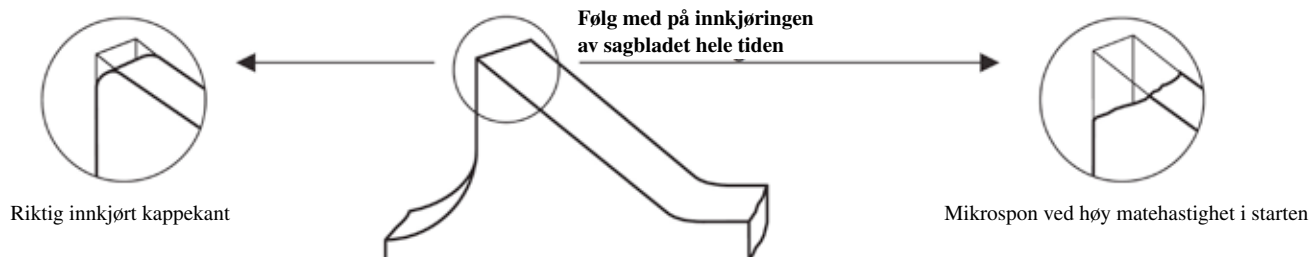 Følg med på innkjøringen
av sagbladet hele tiden
Riktig innkjørt kappekant
Mikrospon ved høy matehastighet i starten